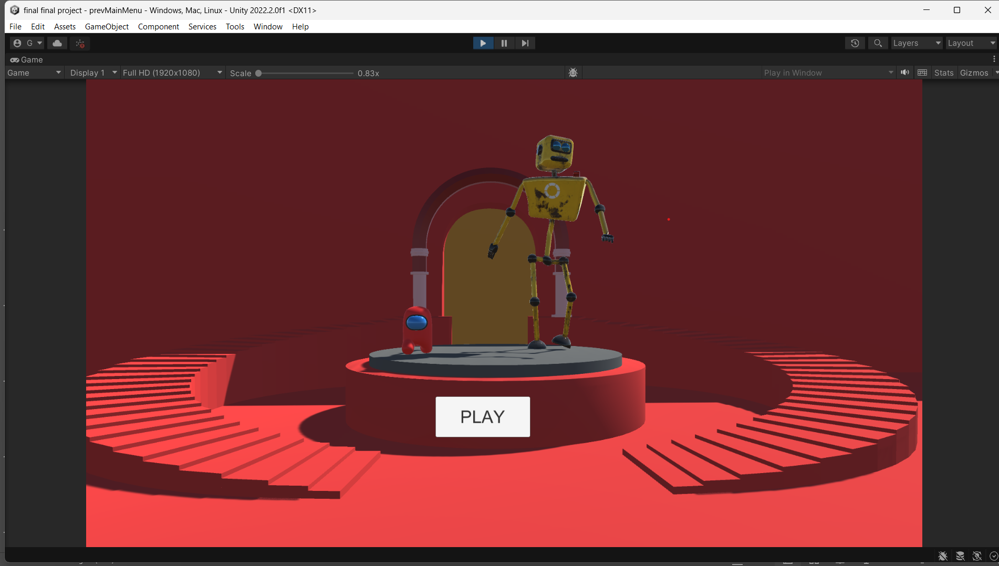 final final project - prevMainMenu - Windows, Mac, Linux - Unity 2022.2.0f1 <DX11>
File Edit Assets GameObject Component Services Tools Window Help
G Layers Layout
Game
Game Display 1 Full HD (1920x1080) Scale 0.83x Play in Window Stats Gizmos
PLAY